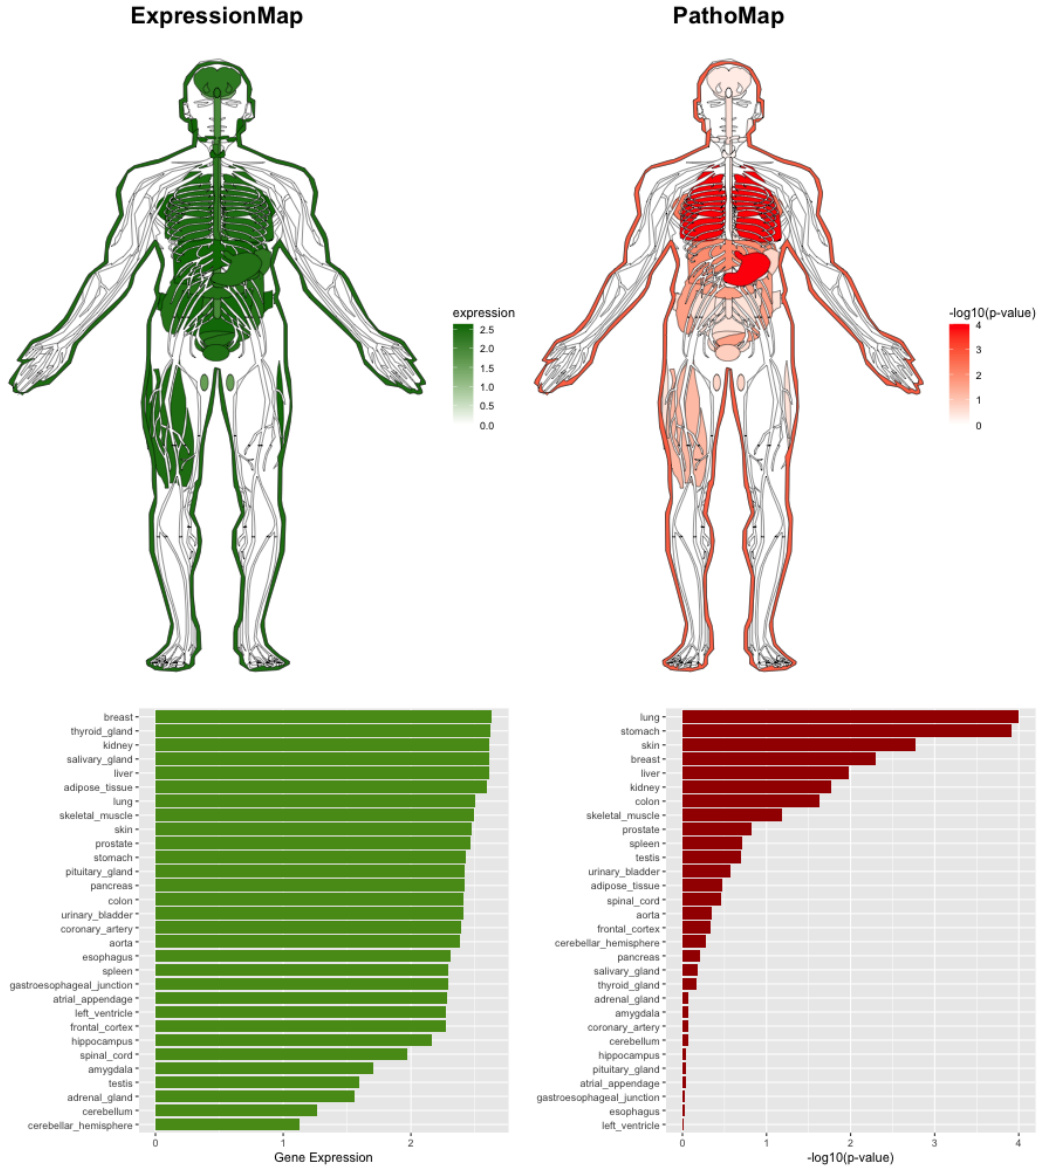 ExpressionMap
PathoMap
expression
2.5
2.0
1.5
1.0
0.5
0.0
-log10(p-value)
4
3
2
1
0
breast
thyroid_gland
kidney
salivary_gland
liver
adipose_tissue
lung
skeletal_muscle
skin
prostate
stomach
pituitary_gland
pancreas
colon
urinary_bladder
coronary_artery
aorta
esophagus
spleen
gastroesophageal_junction
atrial_appendage
left_ventricle
frontal_cortex
hippocampus
spinal_cord
amygdala
testis
adrenal_gland
cerebellum
cerebellar_hemisphere
0 1 2
Gene Expression
lung
stomach
skin
breast
liver
kidney
colon
skeletal_muscle
prostate
spleen
testis
urinary_bladder
adipose_tissue
spinal_cord
aorta
frontal_cortex
cerebellar_hemisphere
pancreas
salivary_gland
thyroid_gland
adrenal_gland
amygdala
coronary_artery
cerebellum
hippocampus
pituitary_gland
atrial_appendage
gastroesophageal_junction
esophagus
left_ventricle
0 1 2 3 4
-log10(p-value)